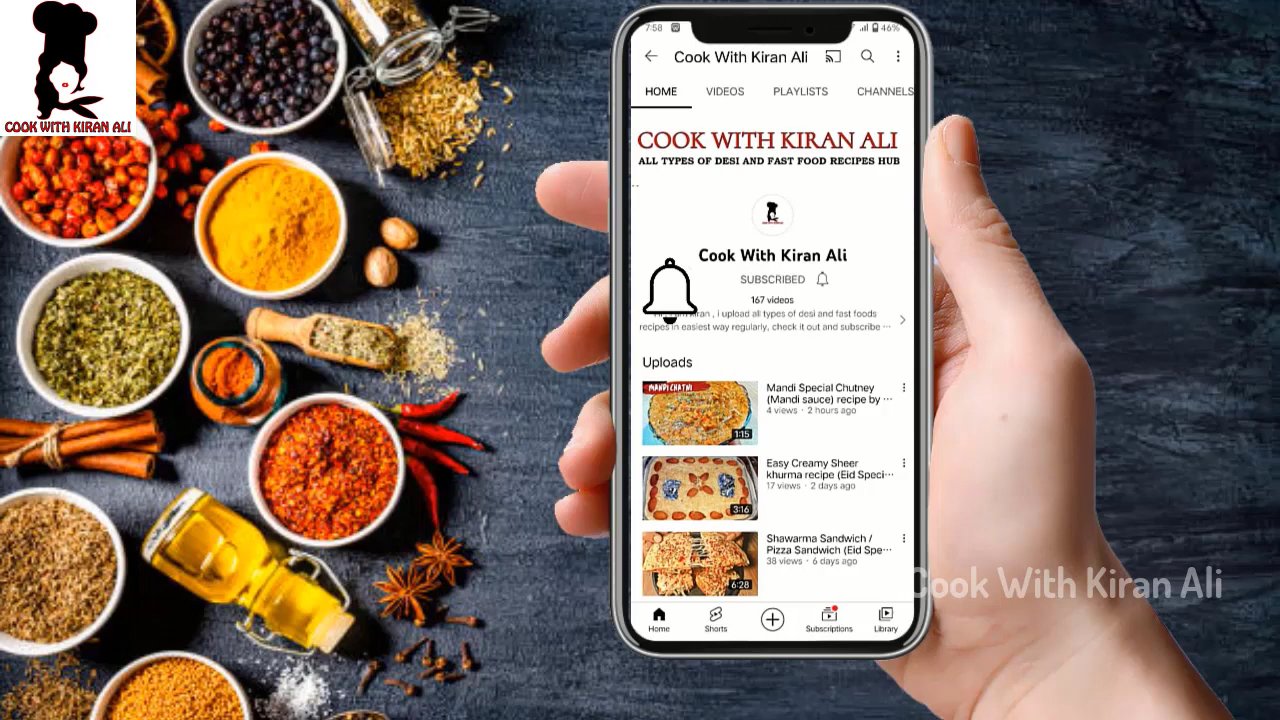 COOK WITH KIRAN ALI
7:58
46%
Cook With Kiran Ali
HOME VIDEOS PLAYLISTS CHANNELS
COOK WITH KIRAN ALI
ALL TYPES OF DESI AND FAST FOOD RECIPES HUB
Cook With Kiran Ali
SUBSCRIBED
167 videos
, i upload all types of desi and fast foods
recipes in easiest way regularly, check it out and subscribe ···
Uploads
MANDI CHATNI
1:15
Mandi Special Chutney
(Mandi sauce) recipe by ···
4 views · 2 hours ago
3:16
Easy Creamy Sheer
khurma recipe (Eid Speci···
17 views · 2 days ago
6:28
Shawarma Sandwich /
Pizza Sandwich (Eid Spe···
38 views · 6 days ago
Cook With Kiran Ali
Home Shorts Subscriptions Library